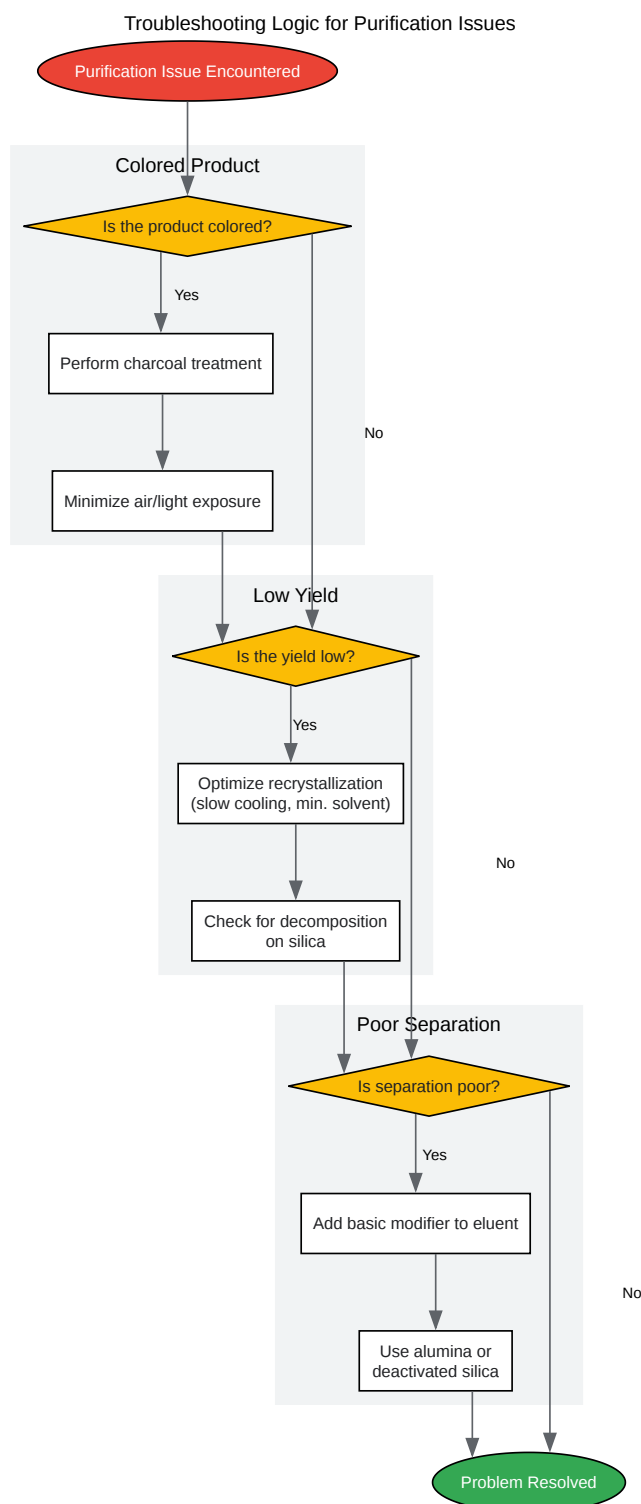 Troubleshooting Logic for Purification Issues
Purification Issue Encountered
Colored Product
Is the product colored?
Yes
Perform charcoal treatment
No
Minimize air/light exposure
Low Yield
Is the yield low?
Yes
Optimize recrystallization
(slow cooling, min. solvent)
No
Check for decomposition
on silica
Poor Separation
Is separation poor?
Yes
Add basic modifier to eluent
No
Use alumina or
deactivated silica
Problem Resolved